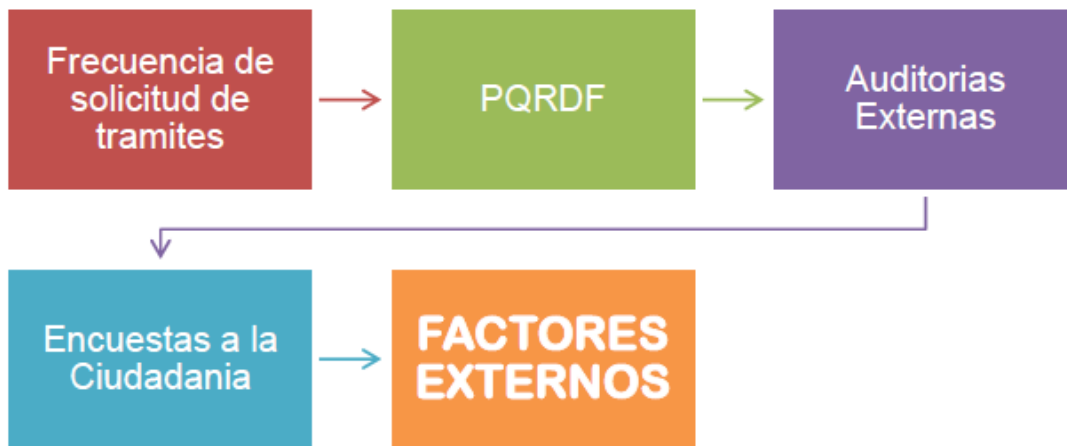 Frecuencia de
solicitud de
tramites
PQRDF
Auditorias
Externas
Encuestas a la
Ciudadania
FACTORES
EXTERNOS